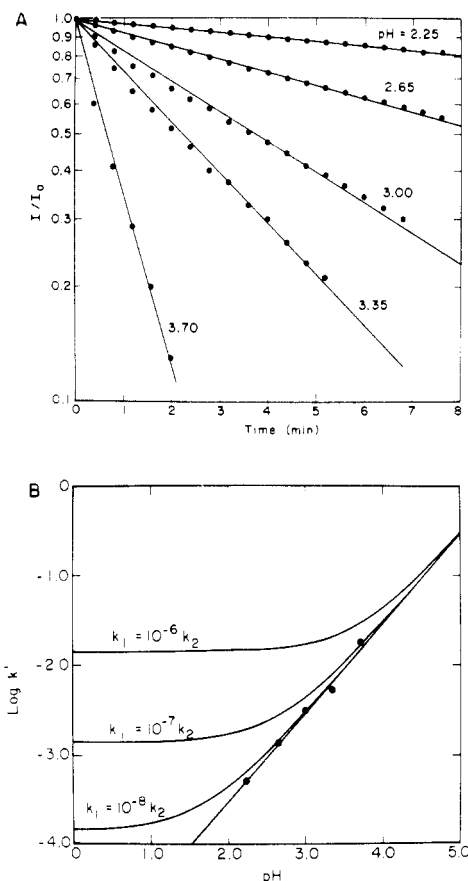 A
1.0
0.9
0.8
0.7
0.6
0.5
0.4
0.3
0.2
0.1
I/I₀
pH = 2.25
2.65
3.00
3.35
3.70
0 1 2 3 4 5 6 7 8
Time (min)
B
0
-1.0
-2.0
-3.0
-4.0
Log k'
k₁ = 10⁻⁶ k₂
k₁ = 10⁻⁷ k₂
k₁ = 10⁻⁸ k₂
0 1.0 2.0 3.0 4.0 5.0
pH